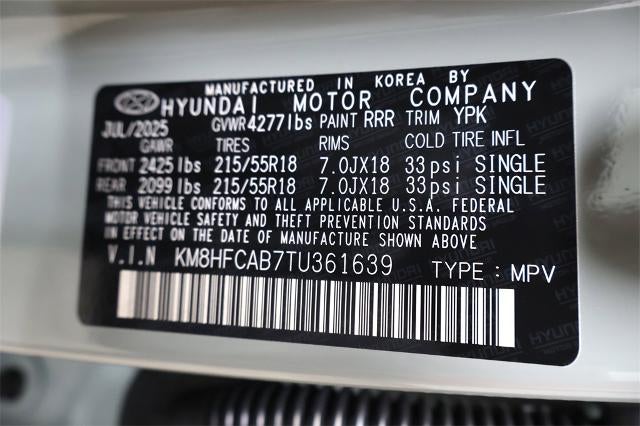 MANUFACTURED IN KOREA BY
HYUNDAI MOTOR COMPANY
JUL/2025 GVWR 4277lbs PAINT RRR TRIM YPK
GAWR TIRES RIMS COLD TIRE INFL
FRONT 2425 lbs 215/55R18 7.0JX18 33psi SINGLE
REAR 2099 lbs 215/55R18 7.0JX18 33psi SINGLE
THIS VEHICLE CONFORMS TO ALL APPLICABLE U.S.A. FEDERAL
MOTOR VEHICLE SAFETY AND THEFT PREVENTION STANDARDS
IN EFFECT ON THE DATE OF MANUFACTURE SHOWN ABOVE
V.I.N KM8HFCAB7TU361639 TYPE : MPV